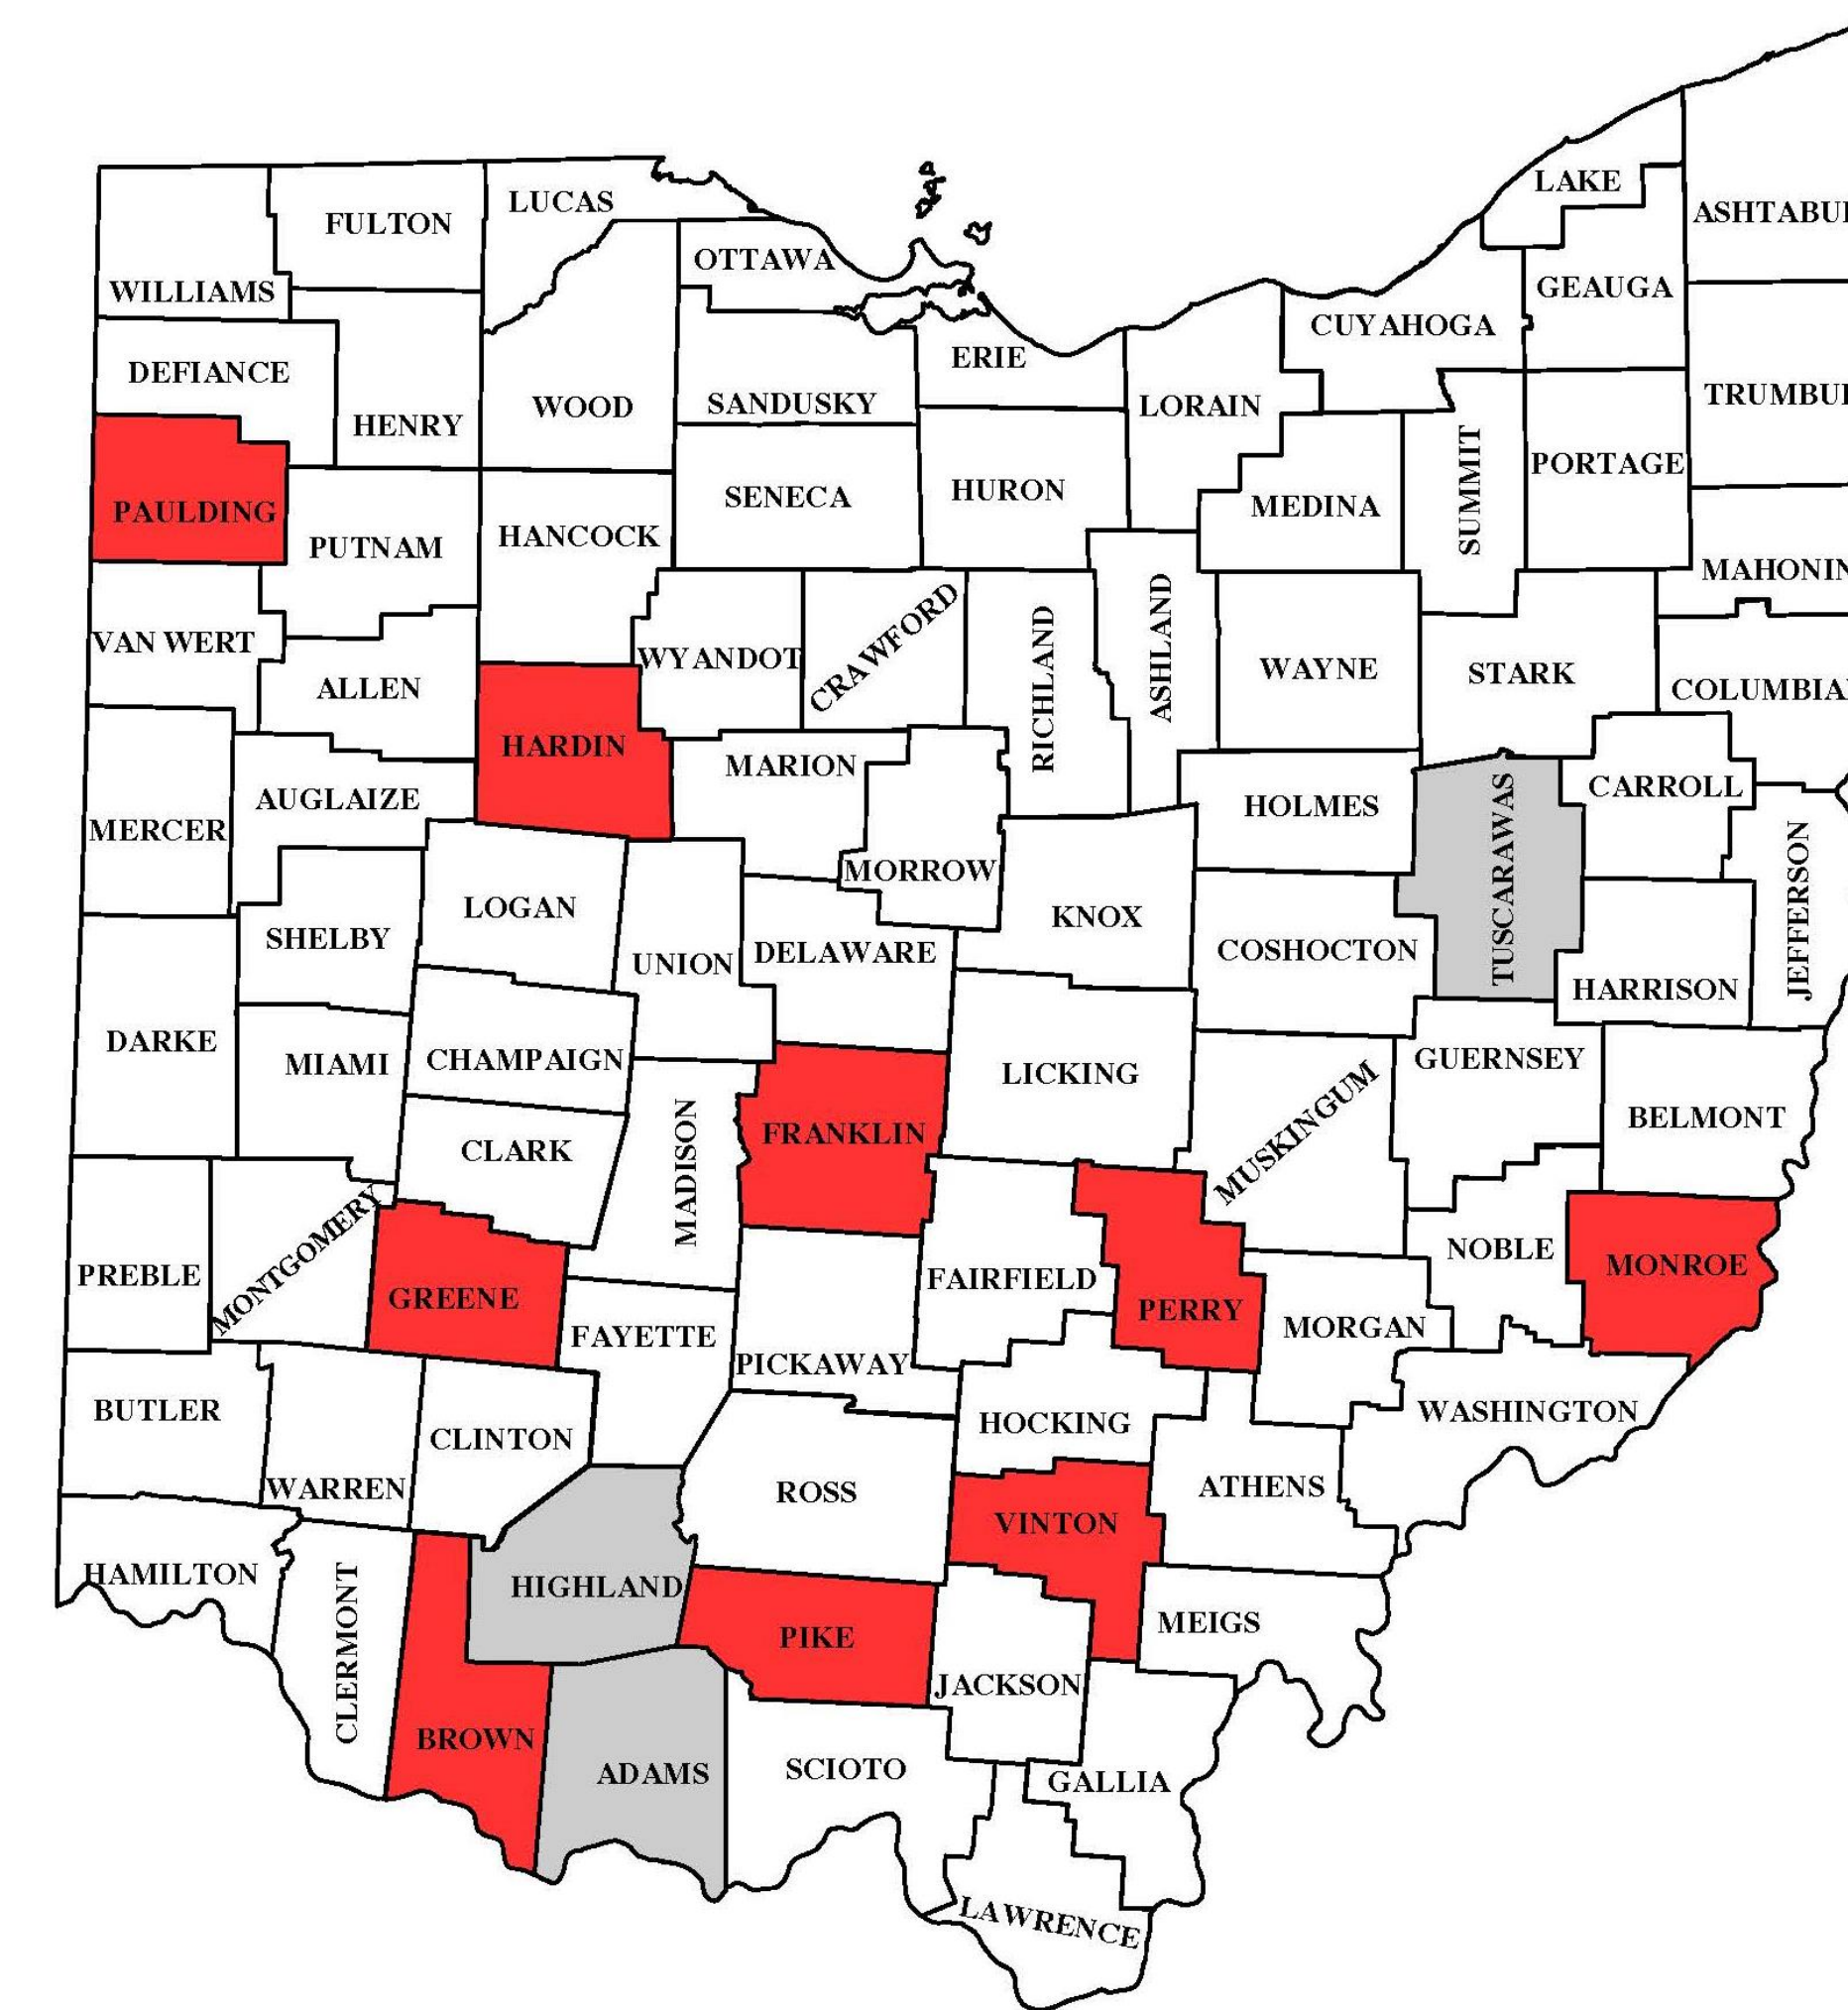 LAKE
LUCAS
ASHTABU
FULTON
OTTAWA
GEAUGA
WILLIAMS
CUYAHOGA
ERIE
DEFIANCE
TRUMBU
SANDUSKY
WOOD
LORAIN
HENRY
PORTAGE
SUMMIT
HURON
SENECA
MEDINA
PAULDING
HANCOCK
PUTNAM
MAHONIN
CRAWFORD
VAN WERT
ASHLAND
WYANDOT
WAYNE
STARK
RICHLAND
ALLEN
COLUMBIA
HARDIN
MARION
CARROLL
AUGLAIZE
HOLMES
MERCER
MORROW
TUSCARAWAS
LOGAN
JEFFERSON
KNOX
SHELBY
COSHOCTON
DELAWARE
UNION
HARRISON
DARKE
GUERNSEY
CHAMPAIGN
MIAMI
LICKING
BELMONT
FRANKLIN
MUSKINGUM
CLARK
MADISON
NOBLE
MONTGOMERY
MONROE
PREBLE
FAIRFIELD
GREENE
PERRY
MORGAN
FAYETTE
PICKAWAY
BUTLER
WASHINGTON
HOCKING
CLINTON
ATHENS
WARREN
ROSS
VINTON
HAMILTON
HIGHLAND
MEIGS
PIKE
CLERMONT
JACKSON
BROWN
SCIOTO
ADAMS
GALLIA
LAWRENCE